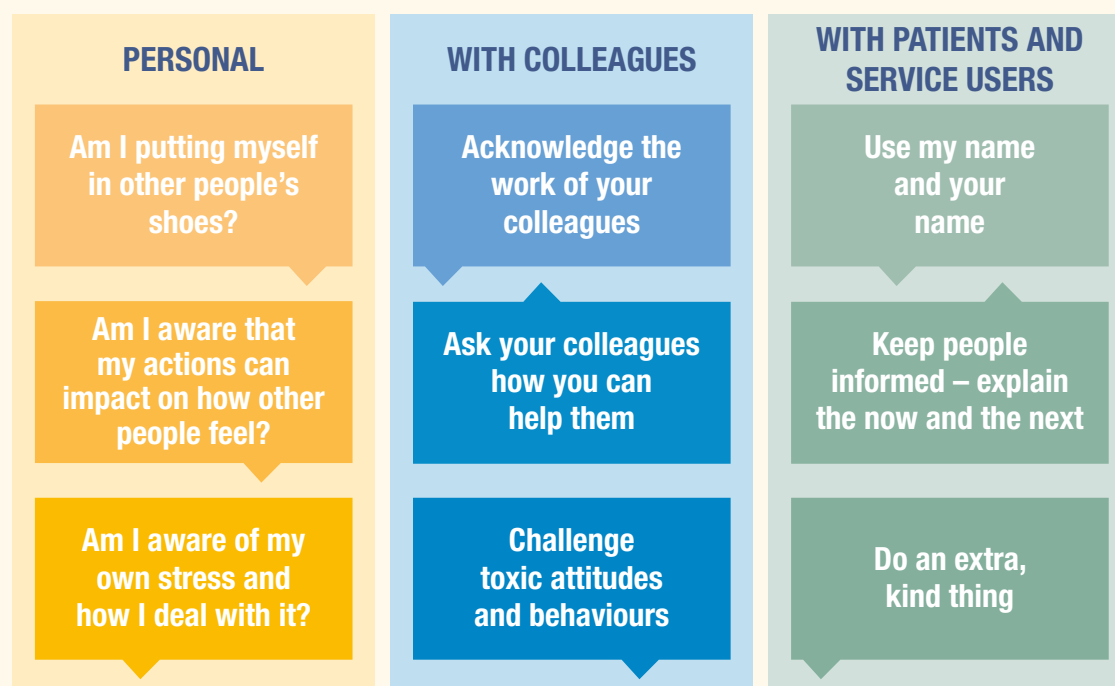 PERSONAL
Am I putting myself
in other people’s
shoes?
Am I aware that
my actions can
impact on how other
people feel?
Am I aware of my
own stress and
how I deal with it?
WITH COLLEAGUES
Acknowledge the
work of your
colleagues
Ask your colleagues
how you can
help them
Challenge
toxic attitudes
and behaviours
WITH PATIENTS AND
SERVICE USERS
Use my name
and your
name
Keep people
informed – explain
the now and the next
Do an extra,
kind thing